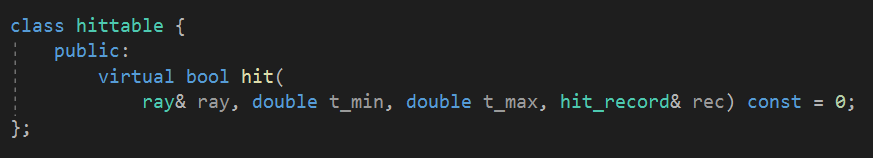 class hittable {
public:
virtual bool hit(
ray& ray, double t_min, double t_max, hit_record& rec) const = 0;
};